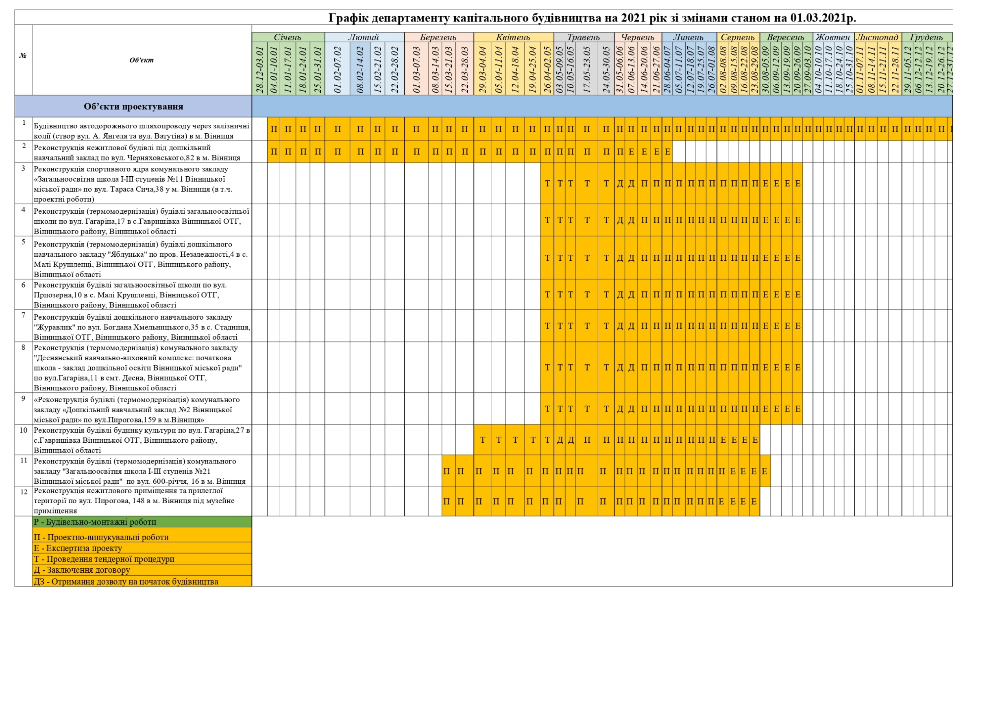 Графік департаменту капітального будівництва на 2021 рік зі змінами станом на 01.03.2021р.
№ Об'єкт Січень Лютий Березень Квітень Травень Червень Липень Серпень Вересень Жовтен Листопад Грудень
28.12-03.01 04.01-10.01 11.01-17.01 18.01-24.01 25.01-31.01 01.02-07.02 08.02-14.02 15.02-21.02 22.02-28.02 01.03-07.03 08.03-14.03 15.03-21.03 22.03-28.03 29.03-04.04 05.04-11.04 12.04-18.04 19.04-25.04 26.04-02.05 03.05-09.05 10.05-16.05 17.05-23.05 24.05-30.05 31.05-06.06 07.06-13.06 14.06-20.06 21.06-27.06 28.06-04.07 05.07-11.07 12.07-18.07 19.07-25.07 26.07-01.08 02.08-08.08 09.08-15.08 16.08-22.08 23.08-29.08 30.08-05.09 06.09-12.09 13.09-19.09 20.09-26.09 27.09-03.10 04.10-10.10 11.10-17.10 18.10-24.10 25.10-31.10 01.11-07.11 08.11-14.11 15.11-21.11 22.11-28.11 29.11-05.12 06.12-12.12 13.12-19.12 20.12-26.12 27.12-31.12
Об’єкти проектування
1 Будівництво автодорожнього шляхопроводу через залізничні
колії (створ вул. А. Янгеля та вул. Ватутіна) в м. Вінниця
П П П П П П П П П П П П П П П П П П П П П П П П П П П П П П П П П П П П П П П П П П П П П П П П П П П
2 Реконструкція нежитлової будівлі під дошкільний
навчальний заклад по вул. Черняховського,82 в м. Вінниця
П П П П П П П П П П П П П П П П П П П П П П Е Е Е Е
3 Реконструкція спортивного ядра комунального закладу
«Загальноосвітня школа І-ІІІ ступенів №11 Вінницької
міської ради» по вул. Тараса Сича,38 у м. Вінниця (в т.ч.
проектні роботи)
Т Т Т Т Т Д Д П П П П П П П П П П П Е Е Е Е
4 Реконструкція (термомодернізація) будівлі загальноосвітньої
школи по вул. Гагаріна,17 в с.Гавришівка Вінницької ОТГ,
Вінницького району, Вінницької області
Т Т Т Т Т Д Д П П П П П П П П П П П Е Е Е Е
5 Реконструкція (термомодернізація) будівлі дошкільного
навчального закладу "Яблунька" по пров. Незалежності,4 в с.
Малі Крушленці, Вінницької ОТГ, Вінницького району,
Вінницької області
Т Т Т Т Т Д Д П П П П П П П П П П П Е Е Е Е
6 Реконструкція будівлі загальноосвітньої школи по вул.
Приозерна,10 в с. Малі Крушленці, Вінницької ОТГ,
Вінницького району, Вінницької області
Т Т Т Т Т Д Д П П П П П П П П П П П Е Е Е Е
7 Реконструкція будівлі дошкільного навчального закладу
"Журавлик" по вул. Богдана Хмельницького,35 в с. Стадниця,
Вінницької ОТГ, Вінницького району, Вінницької області
Т Т Т Т Т Д Д П П П П П П П П П П П Е Е Е Е
8 Реконструкція (термомодернізація) комунального закладу
"Деснянський навчально-виховний комплекс: початкова
школа - заклад дошкільної освіти Вінницької міської ради"
по вул.Гагаріна,11 в смт. Десна, Вінницької ОТГ,
Вінницького району, Вінницької області
Т Т Т Т Т Д Д П П П П П П П П П П П Е Е Е Е
9 «Реконструкція будівлі (термомодернізація) комунального
закладу «Дошкільний навчальний заклад №2 Вінницької
міської ради» по вул.Пирогова,159 в м.Вінниця»
Т Т Т Т Т Д Д П П П П П П П П П П П Е Е Е Е
10 Реконструкція будівлі будинку культури по вул. Гагаріна,27 в
с.Гавришівка Вінницької ОТГ, Вінницького району,
Вінницької області
Т Т Т Т Т Д Д П П П П П П П П П П П Е Е Е Е
11 Реконструкція будівлі (термомодернізація) комунального
закладу "Загальноосвітня школа І-ІІІ ступенів №21
Вінницької міської ради" по вул. 600-річчя, 16 в м. Вінниця
П П П П П П П П П П П П П П П П П П П П П Е Е Е Е
12 Реконструкція нежитлового приміщення та прилеглої
території по вул. Пирогова, 148 в м. Вінниця під музейне
приміщення
П П П П П П П П П П П П П П П П П П П Е Е Е Е
Р - Будівельно-монтажні роботи
П - Проектно-вишукувальні роботи
Е - Експертиза проекту
Т - Проведення тендерної процедури
Д - Заключення договору
ДЗ - Отримання дозволу на початок будівництва